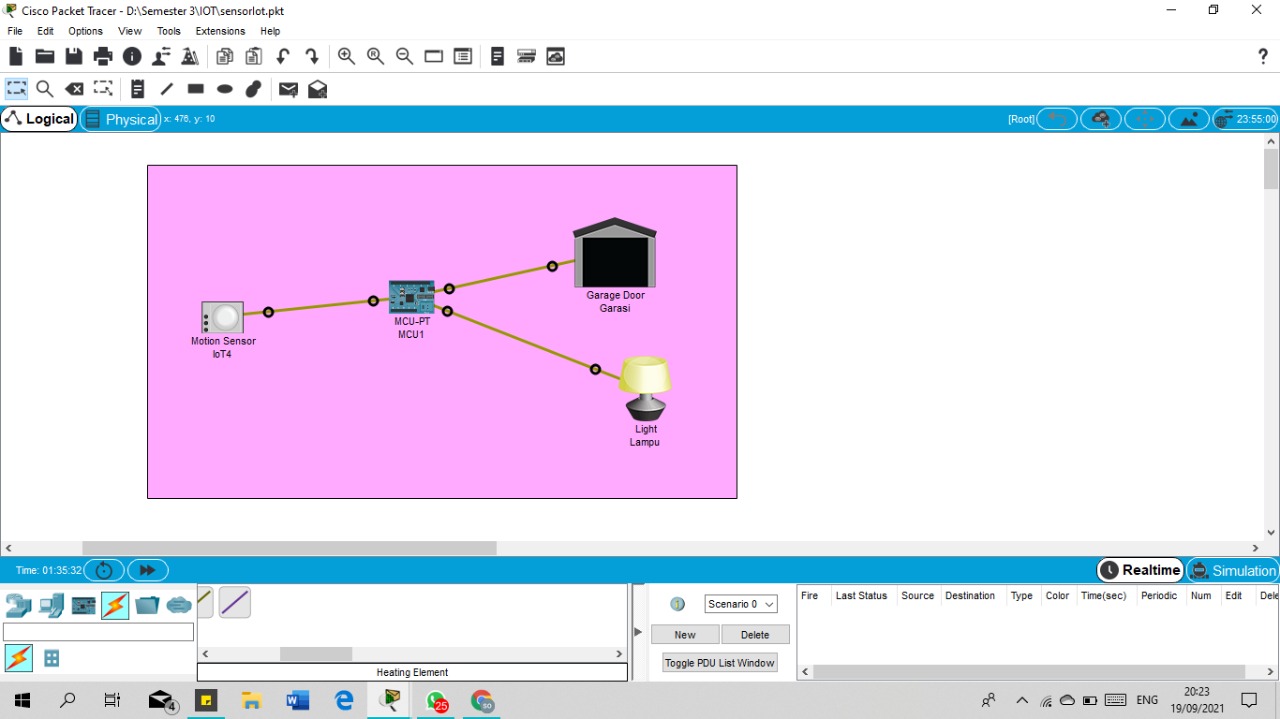 Cisco Packet Tracer - D:\Semester 3\IOT\sensorIot.pkt
File Edit Options View Tools Extensions Help
?
Logical Physical x: 476, y: 10 [Root] 23:55:00
Garage Door
Garasi
MCU-PT
MCU1
Motion Sensor
IoT4
Light
Lampu
Time: 01:35:32 Realtime Simulation
Scenario 0
Fire Last Status Source Destination Type Color Time(sec) Periodic Num Edit Dele
New Delete
Toggle PDU List Window
Heating Element
4
25
ENG
20:23
19/09/2021